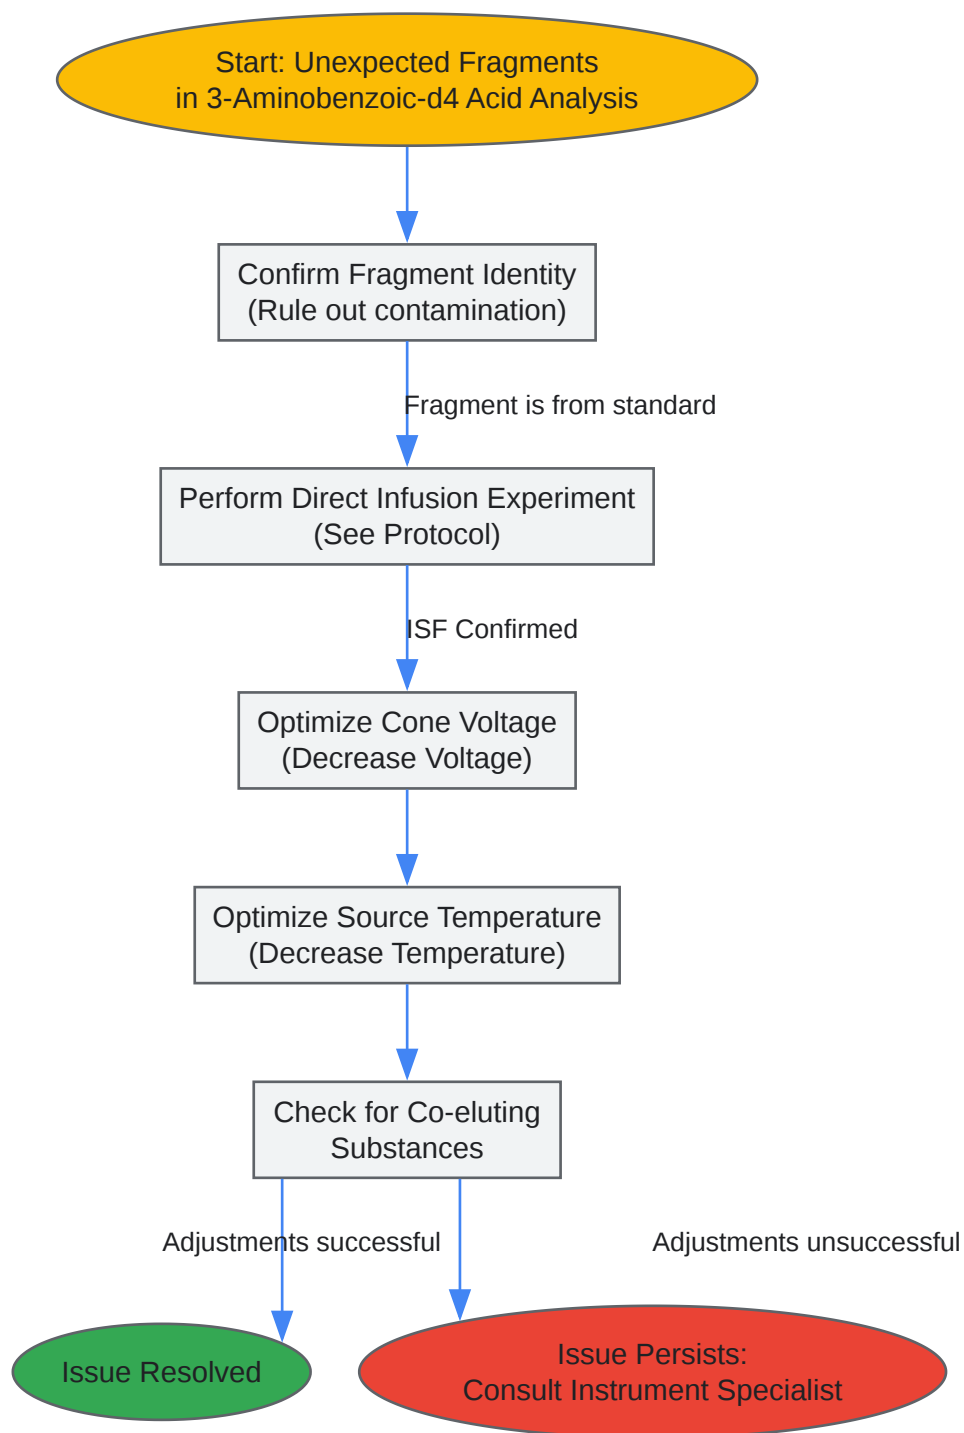 Start: Unexpected Fragments
in 3-Aminobenzoic-d4 Acid Analysis
Confirm Fragment Identity
(Rule out contamination)
Fragment is from standard
Perform Direct Infusion Experiment
(See Protocol)
ISF Confirmed
Optimize Cone Voltage
(Decrease Voltage)
Optimize Source Temperature
(Decrease Temperature)
Check for Co-eluting
Substances
Adjustments successful
Adjustments unsuccessful
Issue Resolved
Issue Persists:
Consult Instrument Specialist